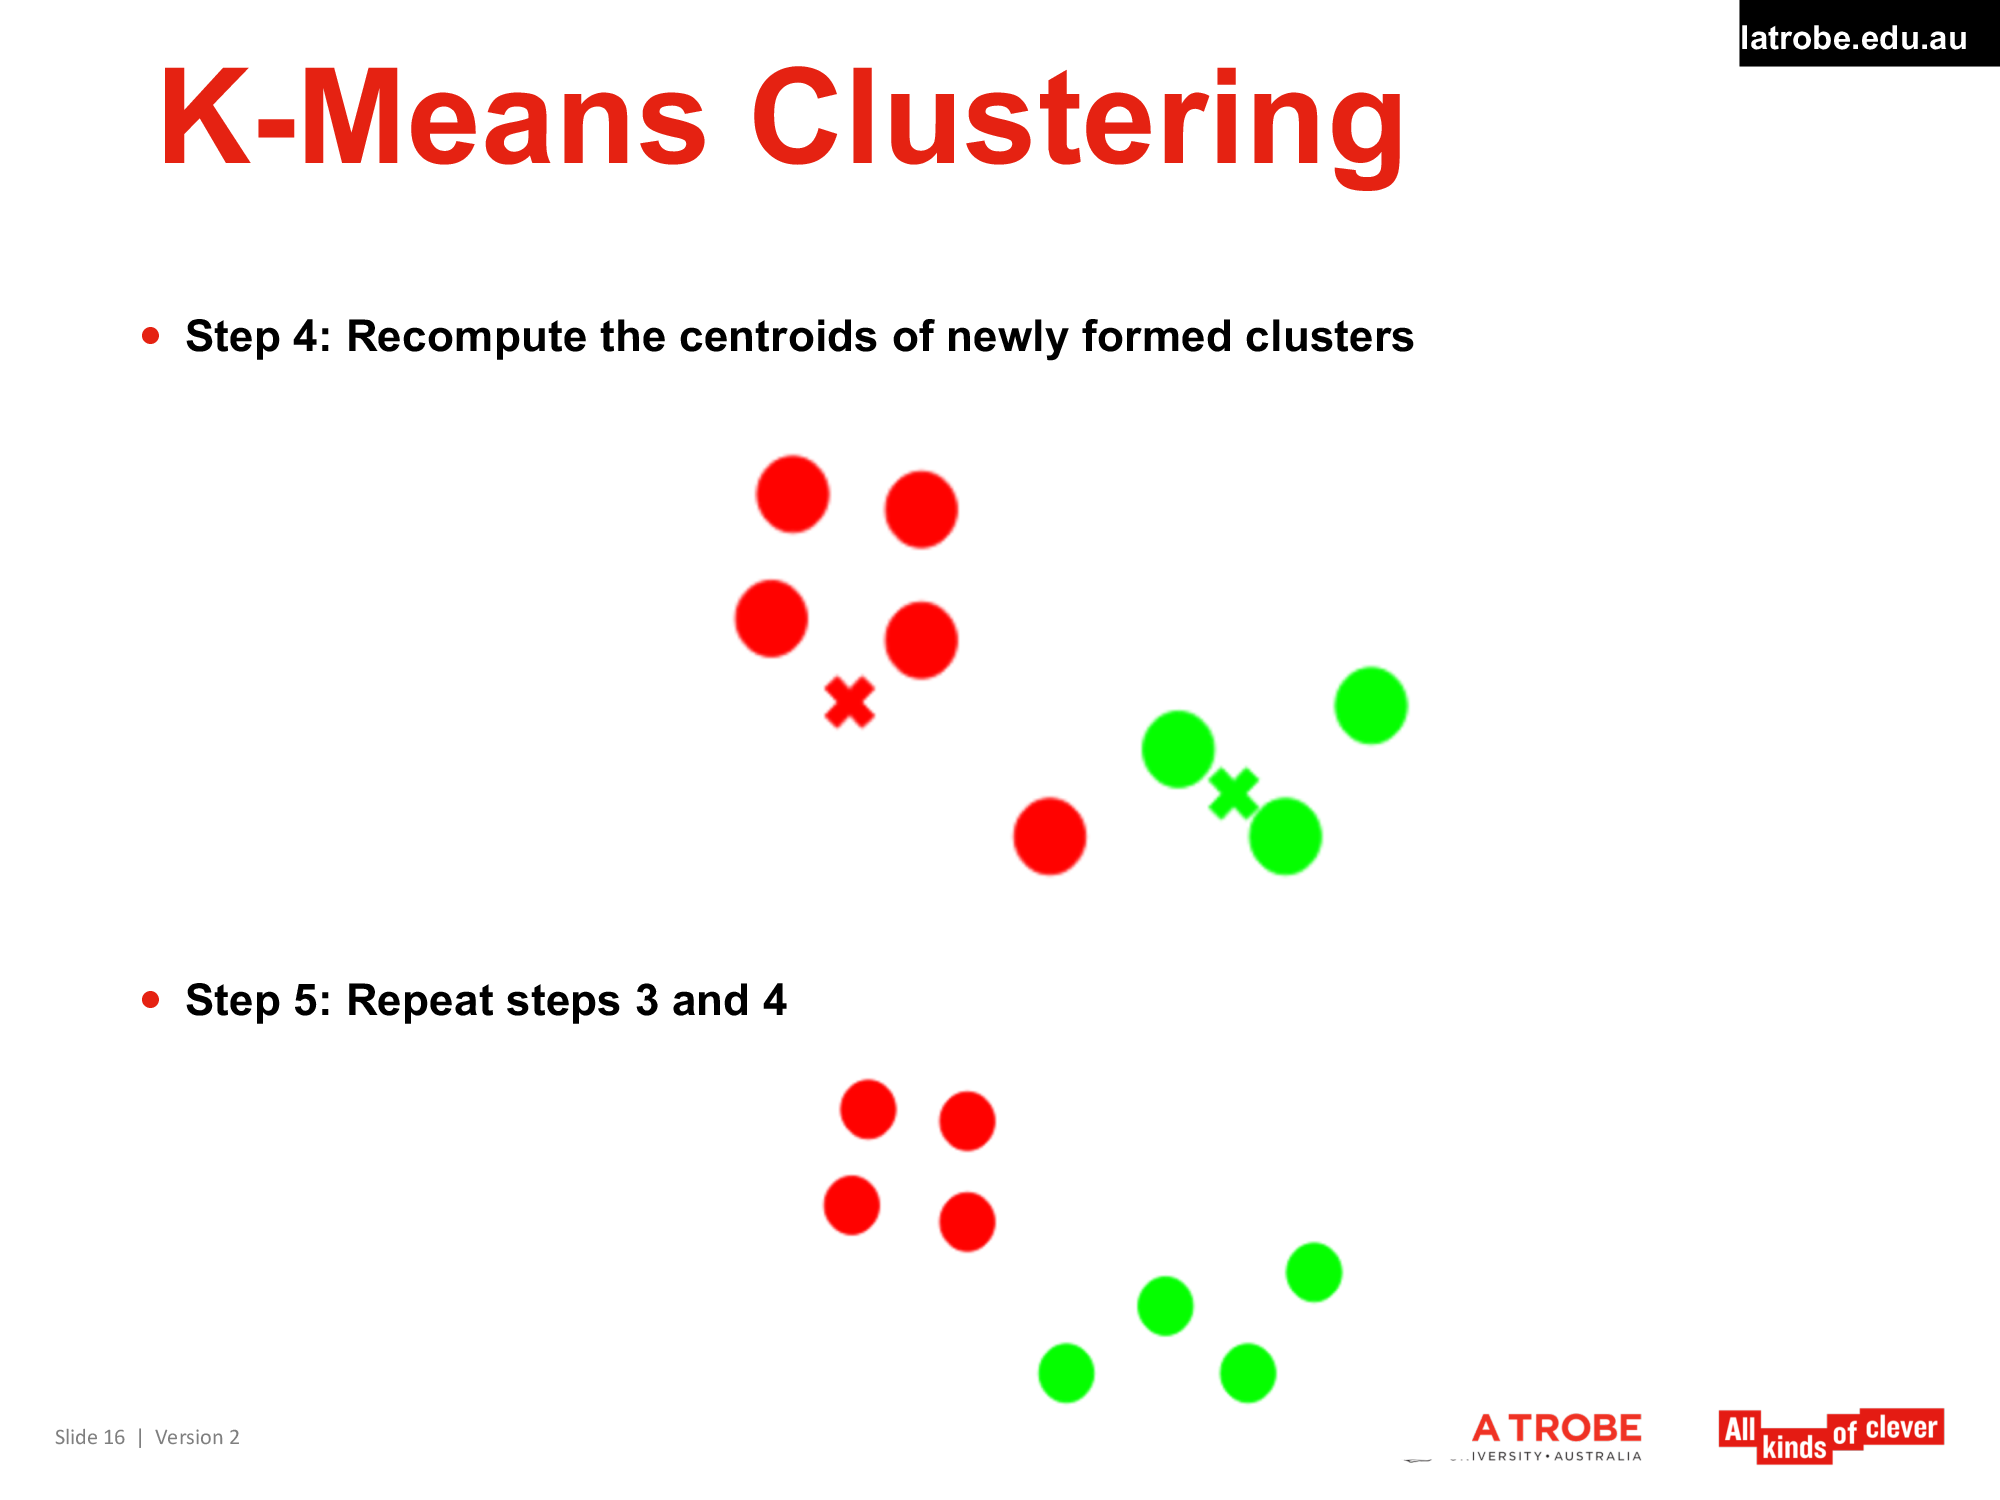 latrobe.edu.au
K-Means Clustering
• Step 4: Recompute the centroids of newly formed clusters
• Step 5: Repeat steps 3 and 4
Slide 16 | Version 2
A TROBE
IVERSITY • AUSTRALIA
All kinds of clever